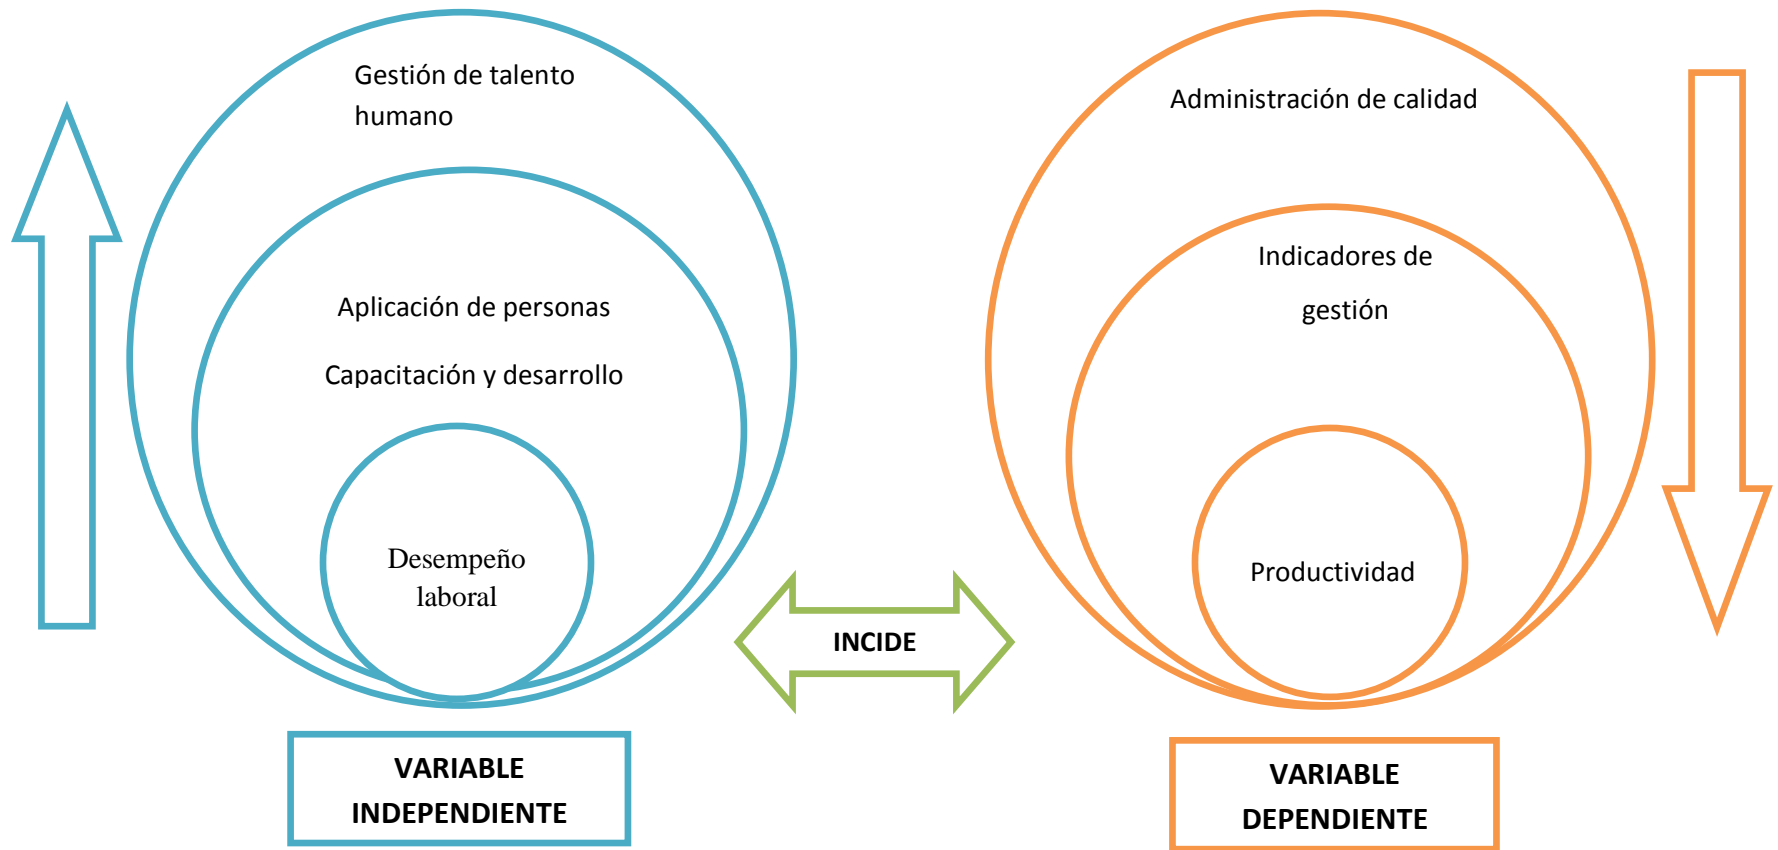 Gestión de talento
humano
Aplicación de personas
Capacitación y desarrollo
Desempeño
laboral
VARIABLE
INDEPENDIENTE
INCIDE
Administración de calidad
Indicadores de
gestión
Productividad
VARIABLE
DEPENDIENTE